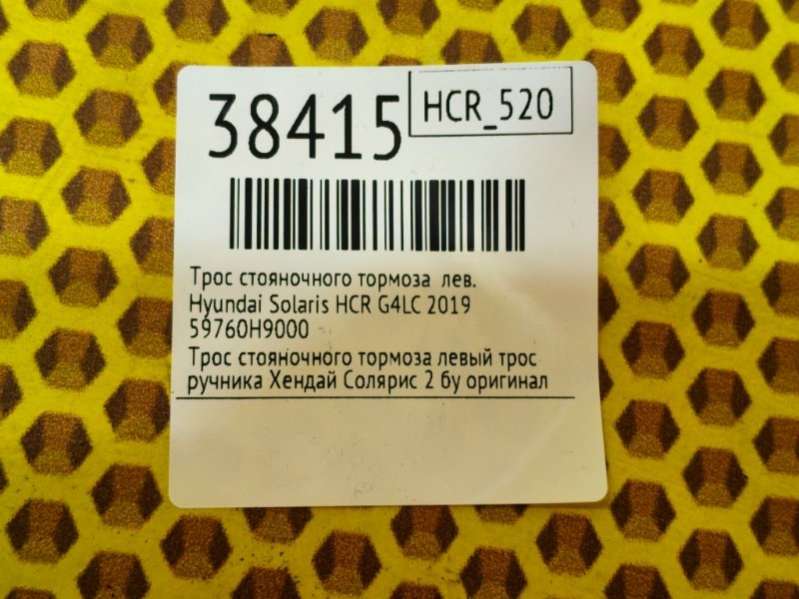 38415
HCR_520
Трос стояночного тормоза лев.
Hyundai Solaris HCR G4LC 2019
59760H9000
Трос стояночного тормоза левый трос
ручника Хендай Солярис 2 бу оригинал